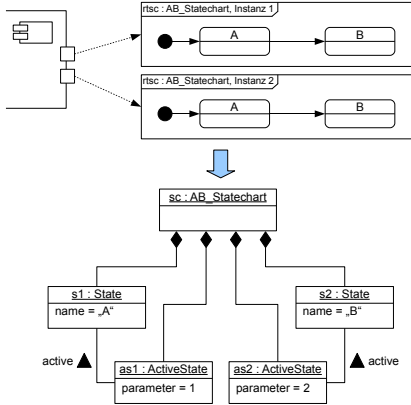 rtsc : AB_Statechart, Instanz 1
A
B
rtsc : AB_Statechart, Instanz 2
A
B
sc : AB_Statechart
s1 : State
name = „A“
s2 : State
name = „B“
active
active
as1 : ActiveState
parameter = 1
as2 : ActiveState
parameter = 2